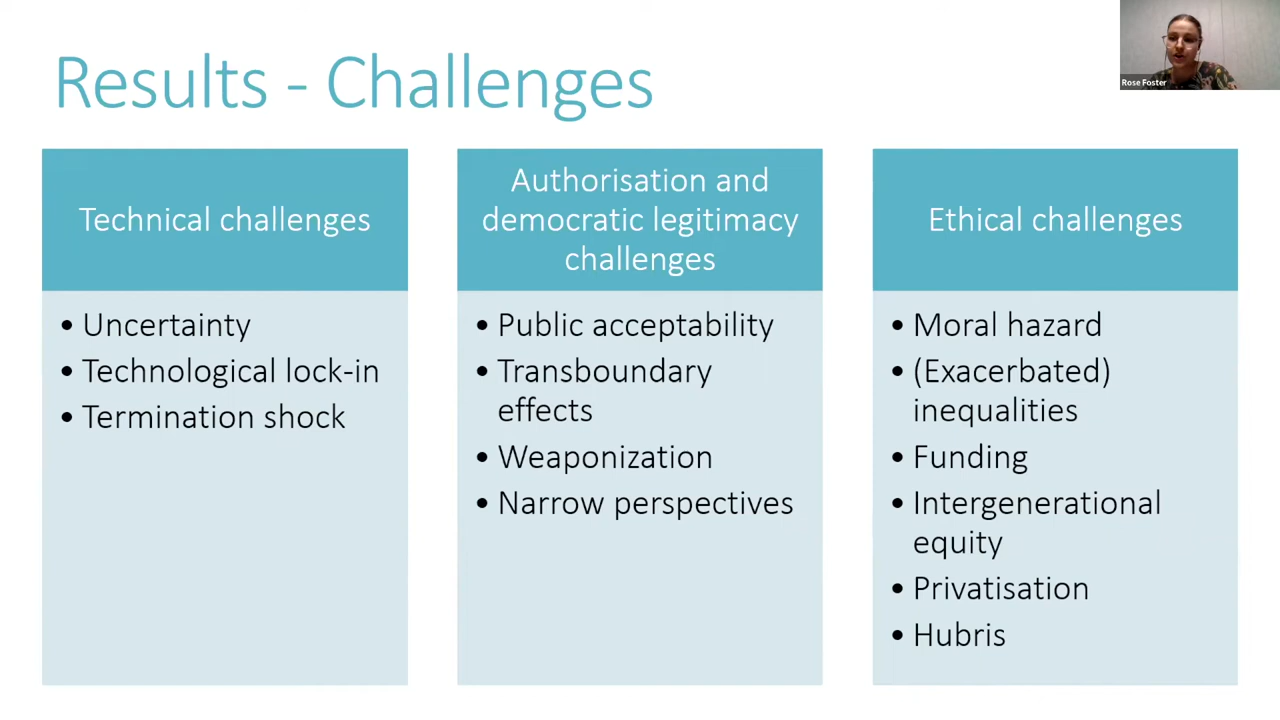 Results - Challenges
Rose Foster
Technical challenges
• Uncertainty
• Technological lock-in
• Termination shock
Authorisation and
democratic legitimacy
challenges
• Public acceptability
• Transboundary
effects
• Weaponization
• Narrow perspectives
Ethical challenges
• Moral hazard
• (Exacerbated)
inequalities
• Funding
• Intergenerational
equity
• Privatisation
• Hubris